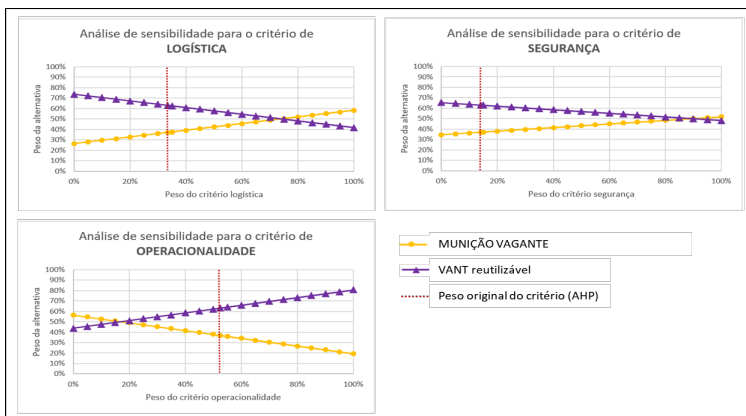 Análise de sensibilidade para o critério de
LOGÍSTICA
Peso da alternativa
100%
90%
80%
70%
60%
50%
40%
30%
20%
10%
0%
0% 20% 40% 60% 80% 100%
Peso do critério logística
Análise de sensibilidade para o critério de
SEGURANÇA
Peso da alternativa
100%
90%
80%
70%
60%
50%
40%
30%
20%
10%
0%
0% 20% 40% 60% 80% 100%
Peso do critério segurança
Análise de sensibilidade para o critério de
OPERACIONALIDADE
Peso da alternativa
100%
90%
80%
70%
60%
50%
40%
30%
20%
10%
0%
0% 20% 40% 60% 80% 100%
Peso do critério operacionalidade
MUNIÇÃO VAGANTE
VANT reutilizável
Peso original do critério (AHP)